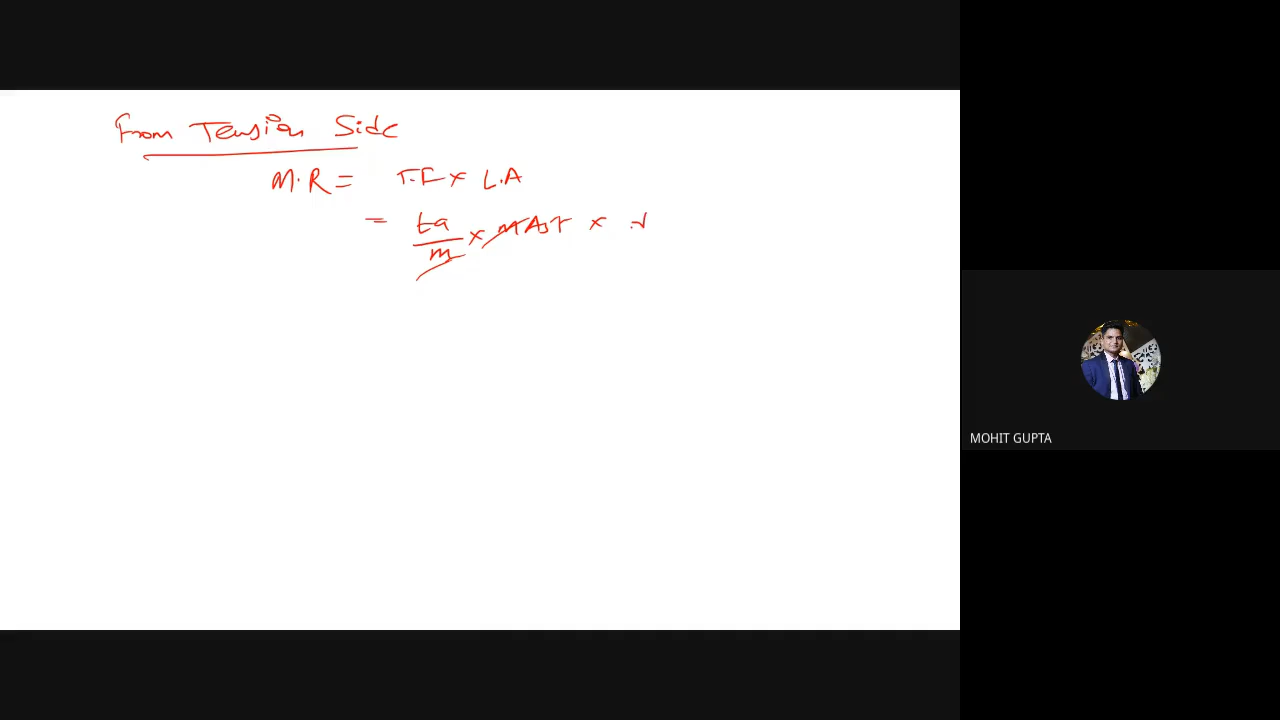 From Tension Side
M.R = T.F × L.A
= ta/m × mAst ×
MOHIT GUPTA